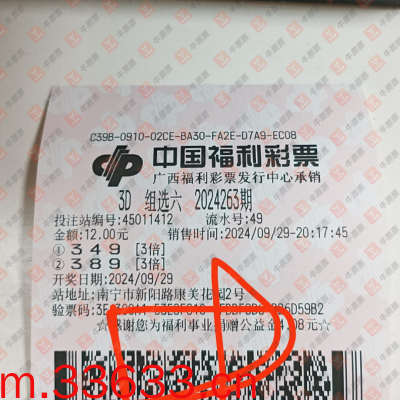 C39B-0910-02CE-BA30-FA2E-D7A9-EC08
中国福利彩票
广西福利彩票发行中心承销
3D 组选六 2024263期
投注站编号:45011412 流水号:49
金额:12.00元 销售时间:2024/09/29-20:17:45
① 3 4 9 [3倍]
② 3 8 9 [3倍]
开奖日期:2024/09/29
站地址:南宁市新阳路康美花园2号
验票码:
☆感谢您为福利事业捐赠公益金4.08元☆
m.33633.c